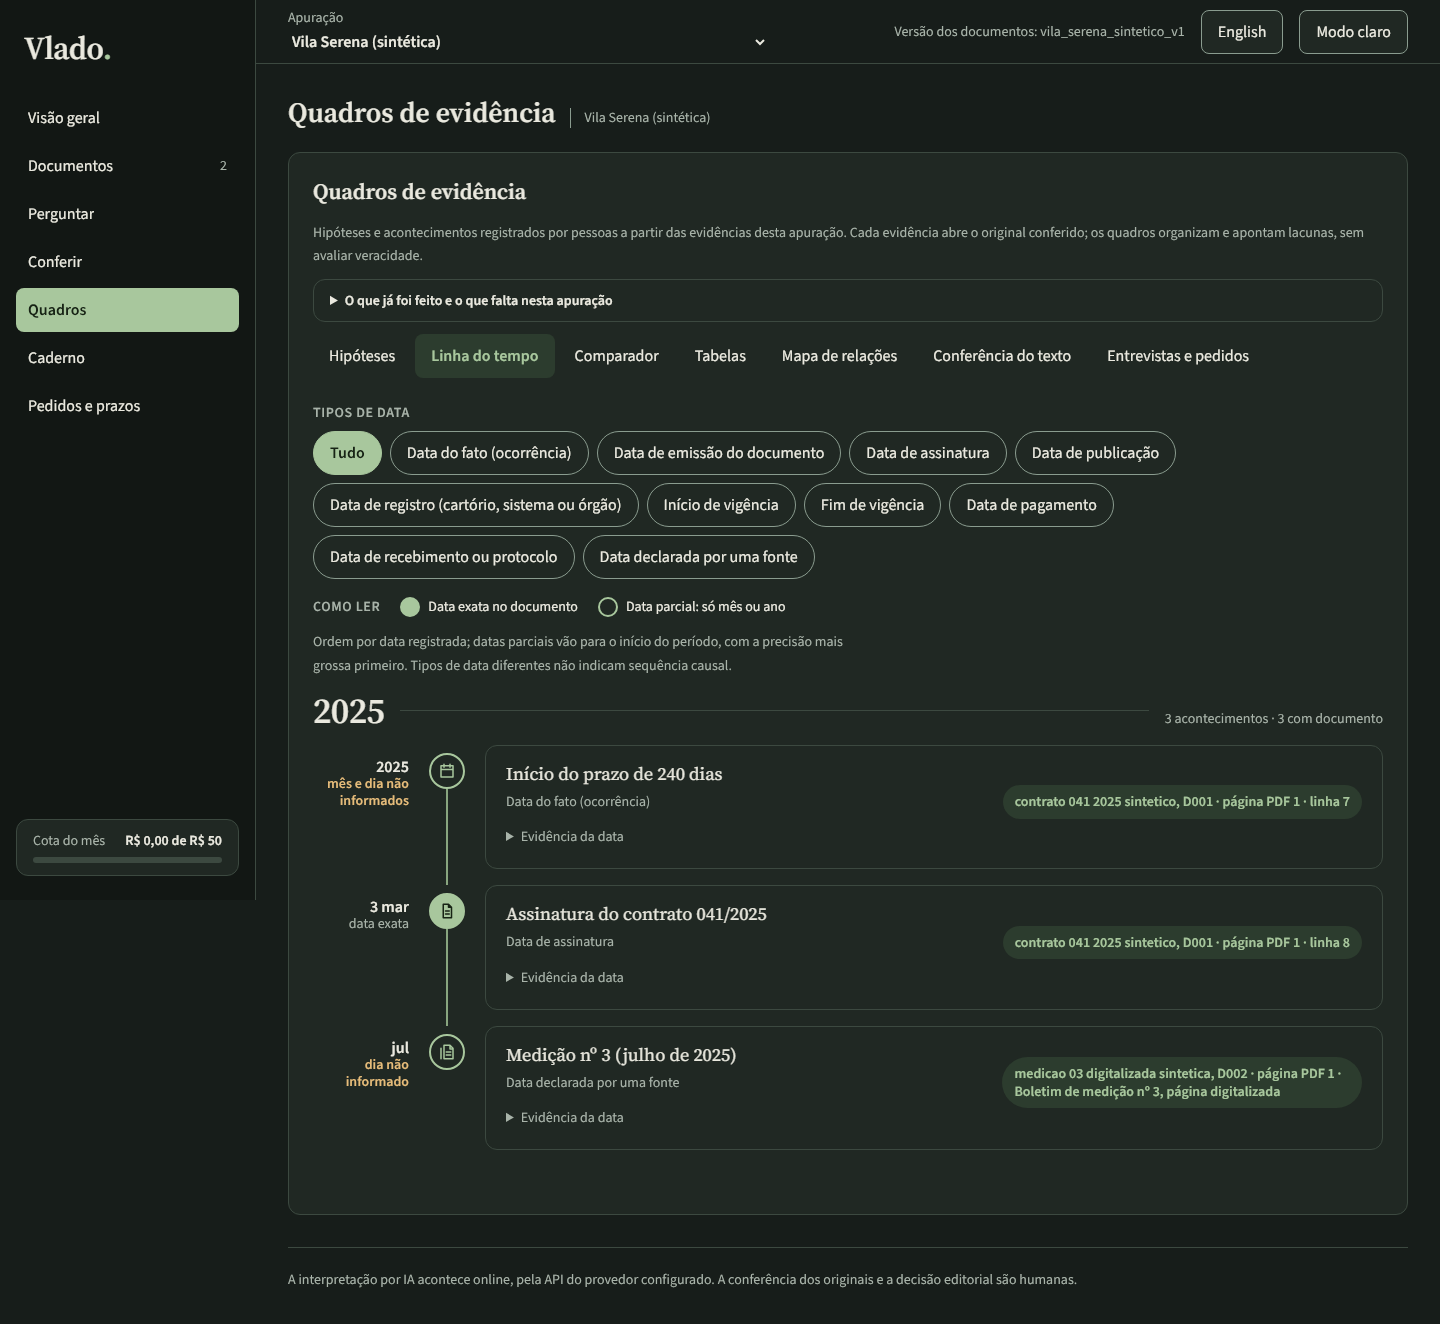 Vlado.
Visão geral
Documentos 2
Perguntar
Conferir
Quadros
Caderno
Pedidos e prazos
Cota do mês R$ 0,00 de R$ 50
Apuração
Vila Serena (sintética)
Versão dos documentos: vila_serena_sintetico_v1
English
Modo claro
Quadros de evidência
Vila Serena (sintética)
Quadros de evidência
Hipóteses e acontecimentos registrados por pessoas a partir das evidências desta apuração. Cada evidência abre o original conferido; os quadros organizam e apontam lacunas, sem
avaliar veracidade.
O que já foi feito e o que falta nesta apuração
Hipóteses Linha do tempo Comparador Tabelas Mapa de relações Conferência do texto Entrevistas e pedidos
TIPOS DE DATA
Tudo Data do fato (ocorrência) Data de emissão do documento Data de assinatura Data de publicação
Data de registro (cartório, sistema ou órgão) Início de vigência Fim de vigência Data de pagamento
Data de recebimento ou protocolo Data declarada por uma fonte
COMO LER Data exata no documento Data parcial: só mês ou ano
Ordem por data registrada; datas parciais vão para o início do período, com a precisão mais
grossa primeiro. Tipos de data diferentes não indicam sequência causal.
2025 3 acontecimentos · 3 com documento
2025
mês e dia não
informados
Início do prazo de 240 dias
Data do fato (ocorrência)
Evidência da data
contrato 041 2025 sintetico, D001 · página PDF 1 · linha 7
3 mar
data exata
Assinatura do contrato 041/2025
Data de assinatura
Evidência da data
contrato 041 2025 sintetico, D001 · página PDF 1 · linha 8
jul
dia não
informado
Medição nº 3 (julho de 2025)
Data declarada por uma fonte
Evidência da data
medicao 03 digitalizada sintetica, D002 · página PDF 1 ·
Boletim de medição nº 3, página digitalizada
A interpretação por IA acontece online, pela API do provedor configurado. A conferência dos originais e a decisão editorial são humanas.